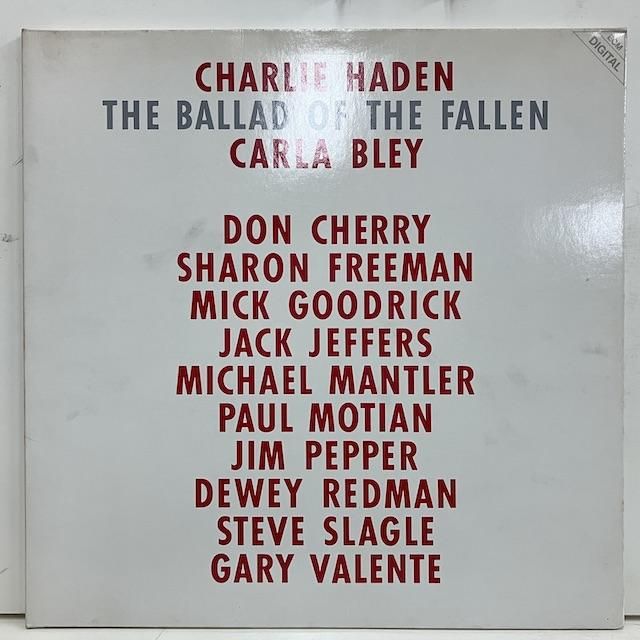 ECM
DIGITAL
CHARLIE HADEN
THE BALLAD OF THE FALLEN
CARLA BLEY
DON CHERRY
SHARON FREEMAN
MICK GOODRICK
JACK JEFFERS
MICHAEL MANTLER
PAUL MOTIAN
JIM PEPPER
DEWEY REDMAN
STEVE SLAGLE
GARY VALENTE